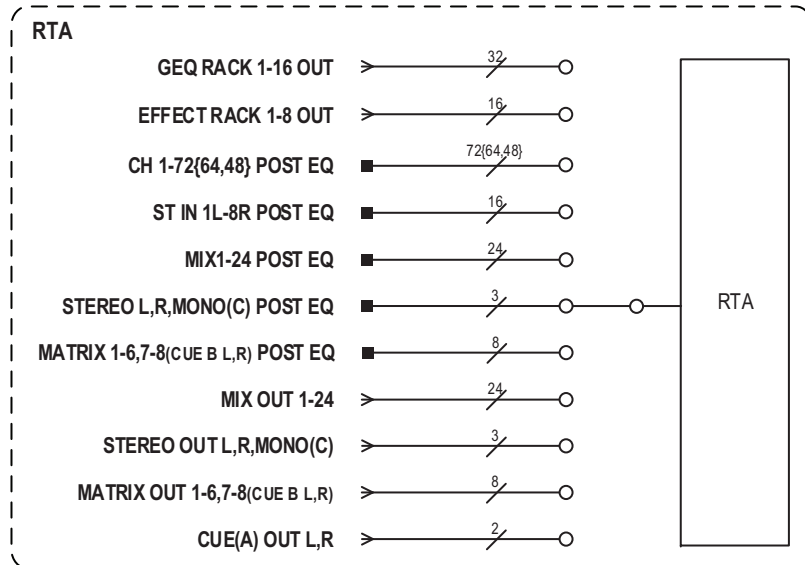 RTA
GEQ RACK 1-16 OUT 32
EFFECT RACK 1-8 OUT 16
CH 1-72{64,48} POST EQ 72{64,48}
ST IN 1L-8R POST EQ 16
MIX1-24 POST EQ 24
STEREO L,R,MONO(C) POST EQ 3 RTA
MATRIX 1-6,7-8(CUE B L,R) POST EQ 8
MIX OUT 1-24 24
STEREO OUT L,R,MONO(C) 3
MATRIX OUT 1-6,7-8(CUE B L,R) 8
CUE(A) OUT L,R 2